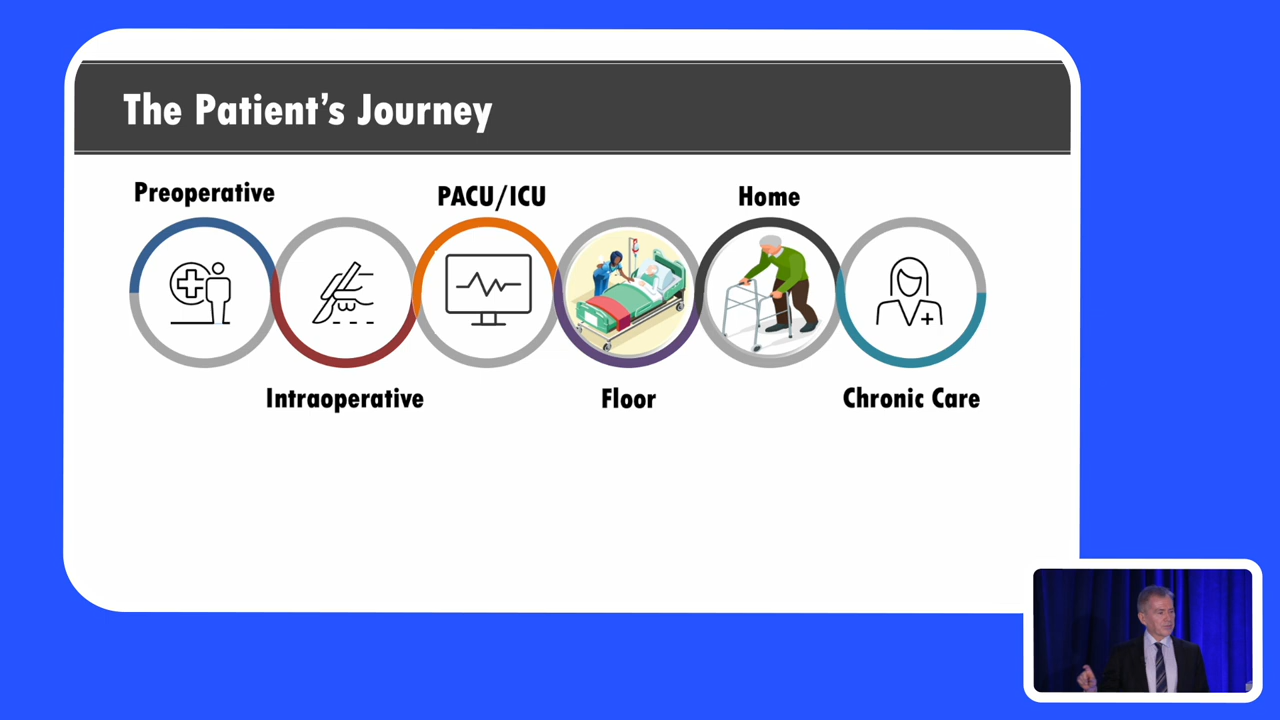 The Patient's Journey
Preoperative
PACU/ICU
Home
Intraoperative
Floor
Chronic Care